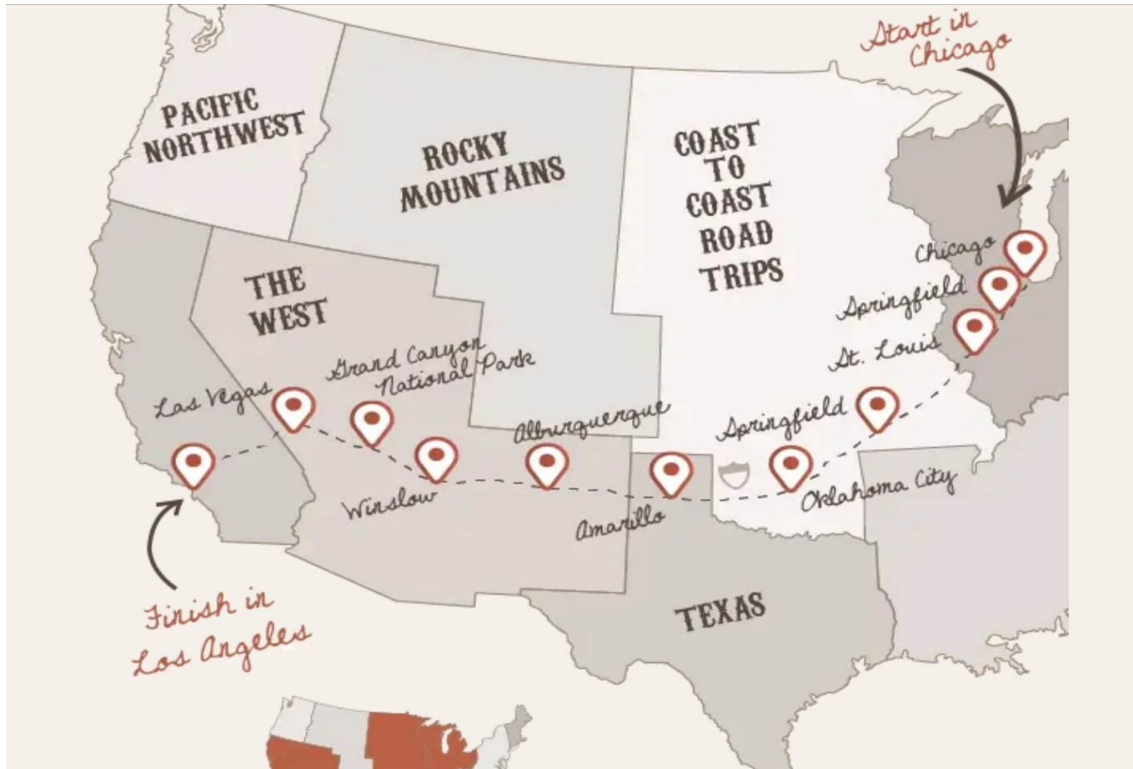 Start in
Chicago
PACIFIC
NORTHWEST
ROCKY
MOUNTAINS
COAST
TO
COAST
ROAD
TRIPS
THE
WEST
Chicago
Springfield
St. Louis
Springfield
Oklahoma City
Amarillo
Alburquerque
Winslow
Grand Canyon
National Park
Las Vegas
TEXAS
Finish in
Los Angeles